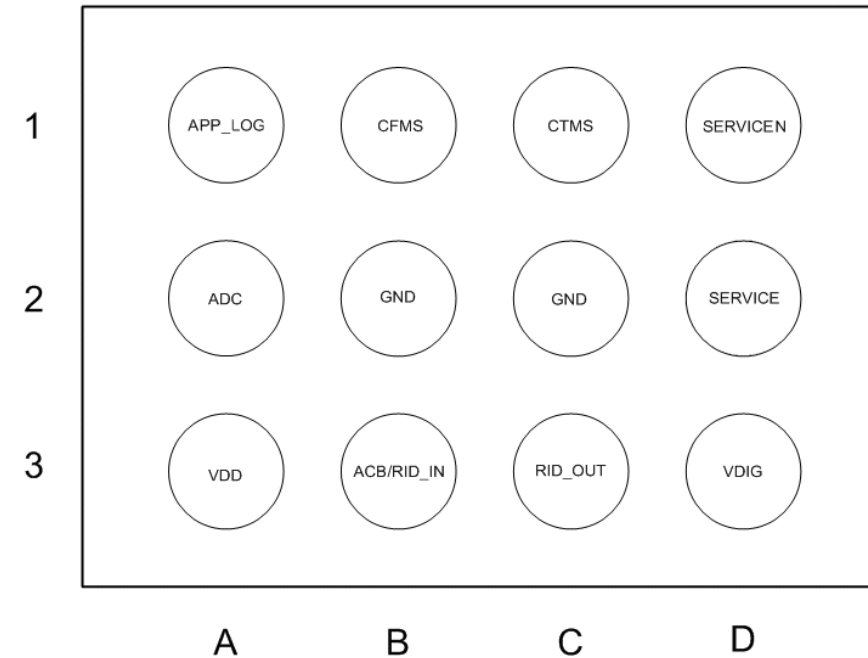 1 APP_LOG CFMS CTMS SERVICEN
2 ADC GND GND SERVICE
3 VDD ACB/RID_IN RID_OUT VDIG
A B C D